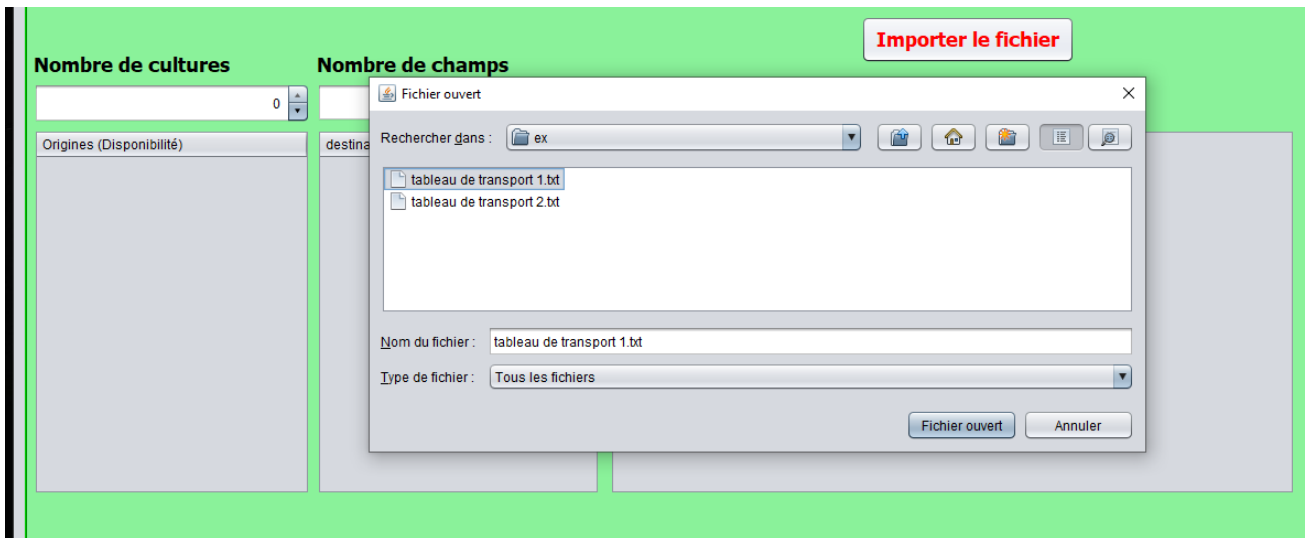 Importer le fichier
Nombre de cultures
Nombre de champs
Fichier ouvert
0
Rechercher dans :
ex
Origines (Disponibilité)
destina
tableau de transport 1.txt
tableau de transport 2.txt
Nom du fichier :
tableau de transport 1.txt
Type de fichier :
Tous les fichiers
Fichier ouvert
Annuler